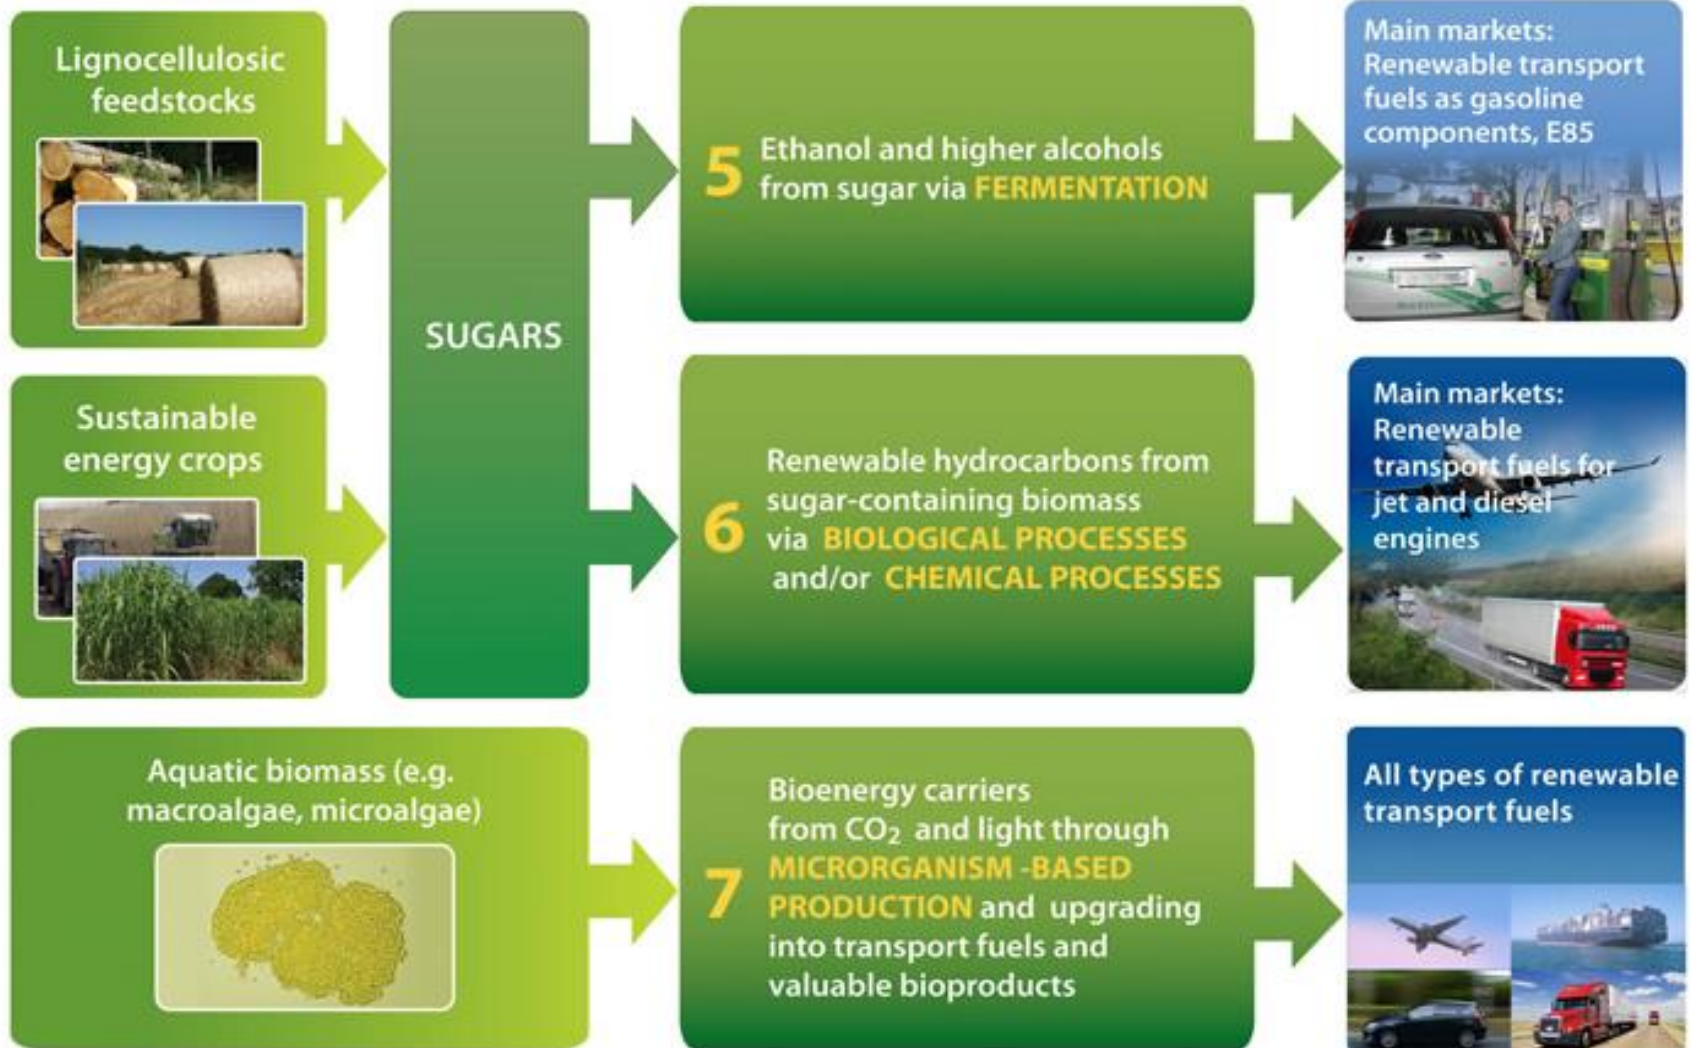 Lignocellulosic
feedstocks
SUGARS
5 Ethanol and higher alcohols
from sugar via FERMENTATION
Main markets:
Renewable transport
fuels as gasoline
components, E85
Sustainable
energy crops
6 Renewable hydrocarbons from
sugar-containing biomass
via BIOLOGICAL PROCESSES
and/or CHEMICAL PROCESSES
Main markets:
Renewable
transport fuels for
jet and diesel
engines
Aquatic biomass (e.g.
macroalgae, microalgae)
7 Bioenergy carriers
from CO₂ and light through
MICRORGANISM -BASED
PRODUCTION and upgrading
into transport fuels and
valuable bioproducts
All types of renewable
transport fuels